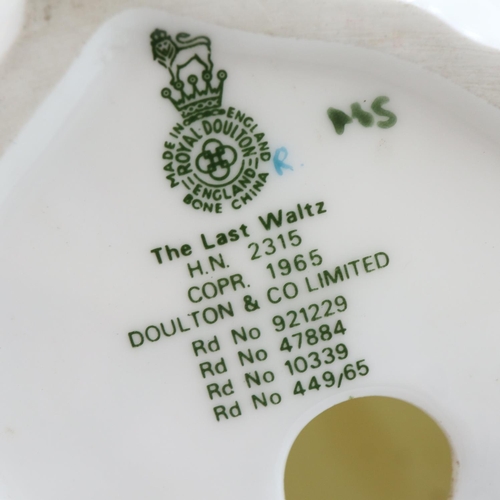 MADE IN ENGLAND
ROYAL·DOULTON
ENGLAND
BONE CHINA
R.
The Last Waltz
H.N. 2315
COPR. 1965
DOULTON & CO LIMITED
Rd No 921229
Rd No 47884
Rd No 10339
Rd No 449/65